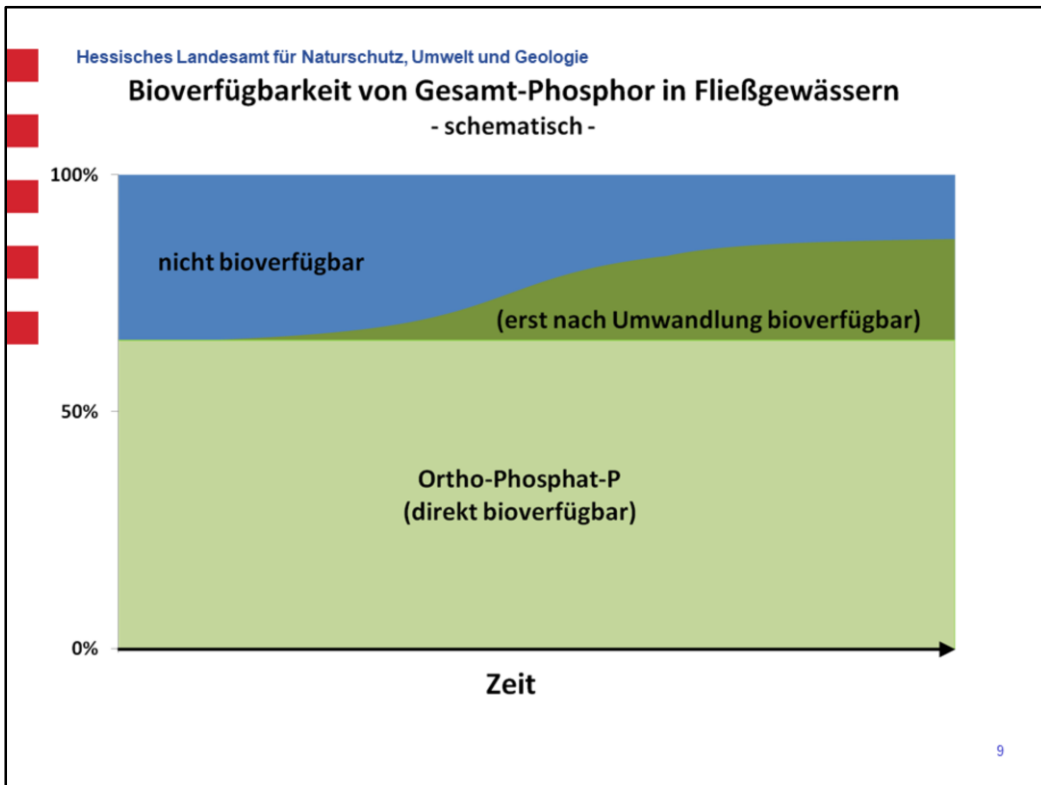 Hessisches Landesamt für Naturschutz, Umwelt und Geologie
Bioverfügbarkeit von Gesamt-Phosphor in Fließgewässern
- schematisch -
100%
nicht bioverfügbar
(erst nach Umwandlung bioverfügbar)
50%
Ortho-Phosphat-P
(direkt bioverfügbar)
0%
Zeit
9